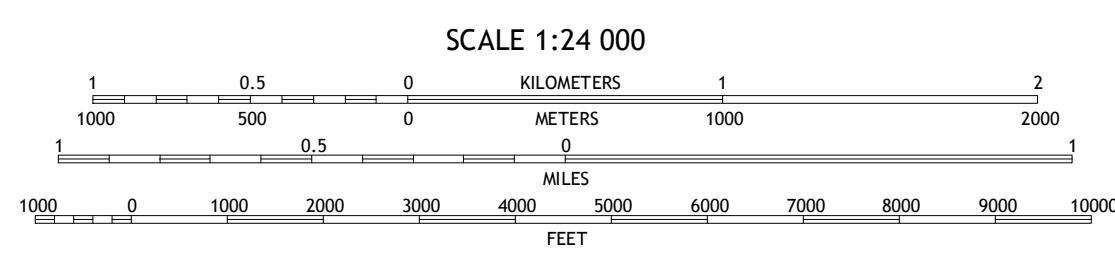 SCALE 1:24 000
1 0.5 0 KILOMETERS 1 2
1000 500 0 METERS 1000 2000
1 0.5 0 1
MILES
1000 0 1000 2000 3000 4000 5000 6000 7000 8000 9000 10000
FEET